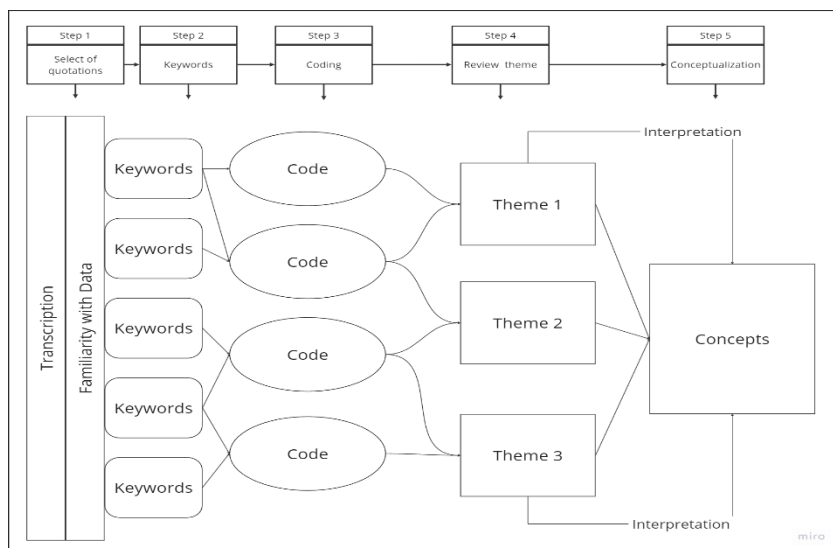 Step 1
Select of
quotations
Step 2
Keywords
Step 3
Coding
Step 4
Review theme
Step 5
Conceptualization
Transcription
Familiarity with Data
Keywords
Keywords
Keywords
Keywords
Keywords
Code
Code
Code
Code
Theme 1
Theme 2
Theme 3
Interpretation
Concepts
Interpretation
miro